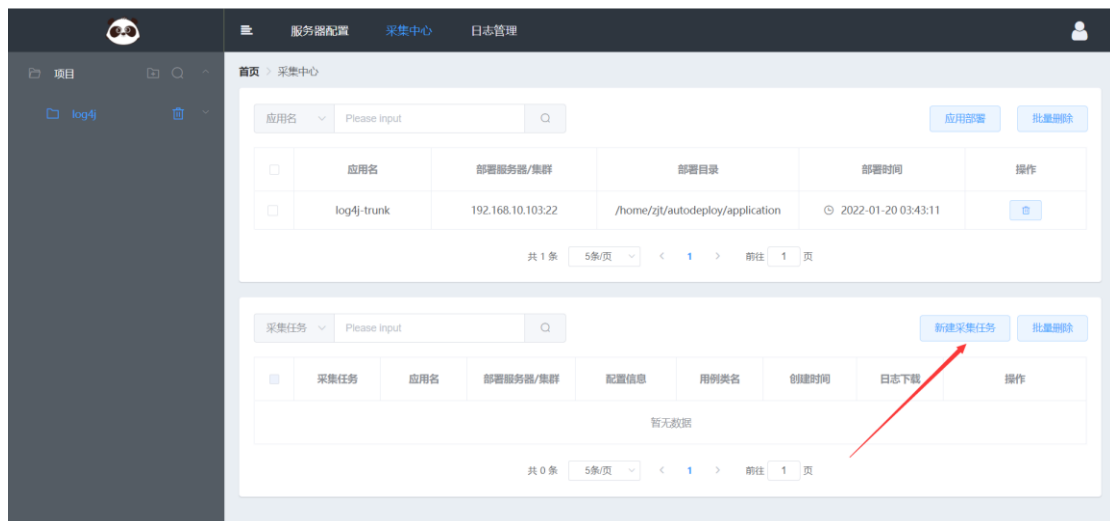 服务器配置 采集中心 日志管理
项目
log4j
首页 > 采集中心
应用名 Please input 应用部署 批量删除
应用名 部署服务器/集群 部署目录 部署时间 操作
log4j-trunk 192.168.10.103:22 /home/zjt/autodeploy/application 2022-01-20 03:43:11
共 1 条 5条/页 < 1 > 前往 1 页
采集任务 Please input 新建采集任务 批量删除
采集任务 应用名 部署服务器/集群 配置信息 用例类名 创建时间 日志下载 操作
暂无数据
共 0 条 5条/页 < 1 > 前往 1 页